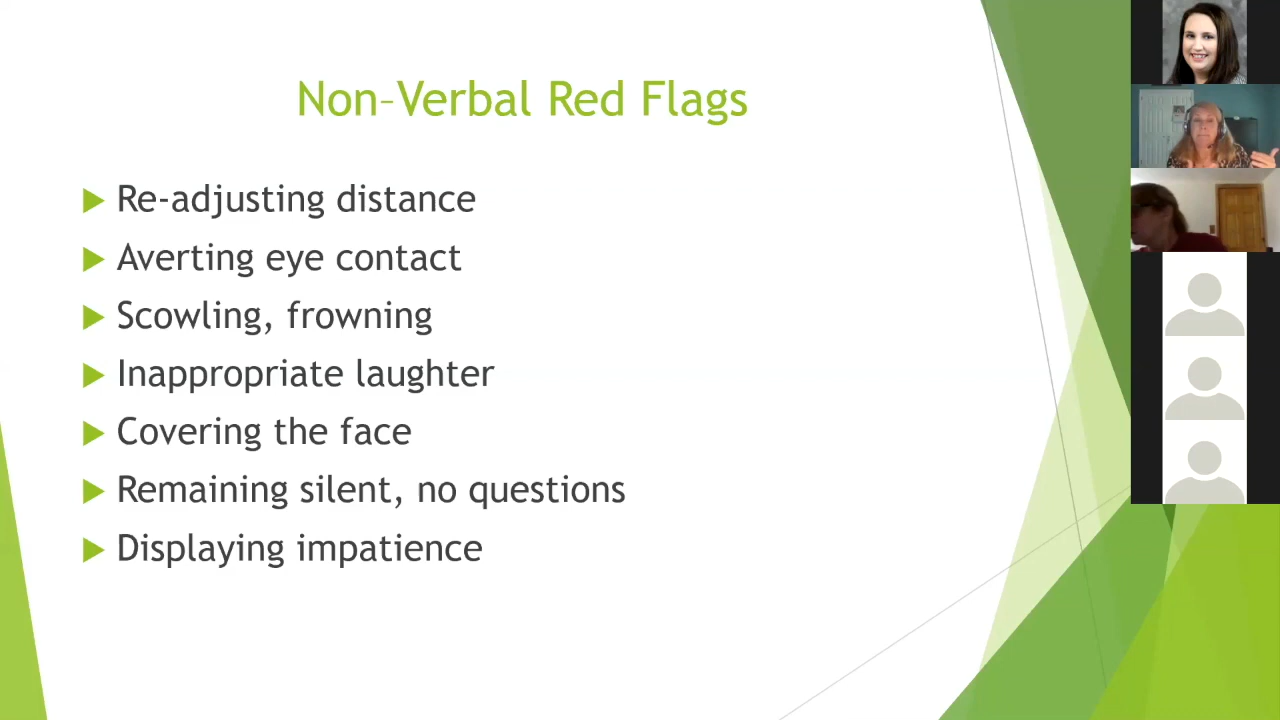 Non-Verbal Red Flags
Re-adjusting distance
Averting eye contact
Scowling, frowning
Inappropriate laughter
Covering the face
Remaining silent, no questions
Displaying impatience